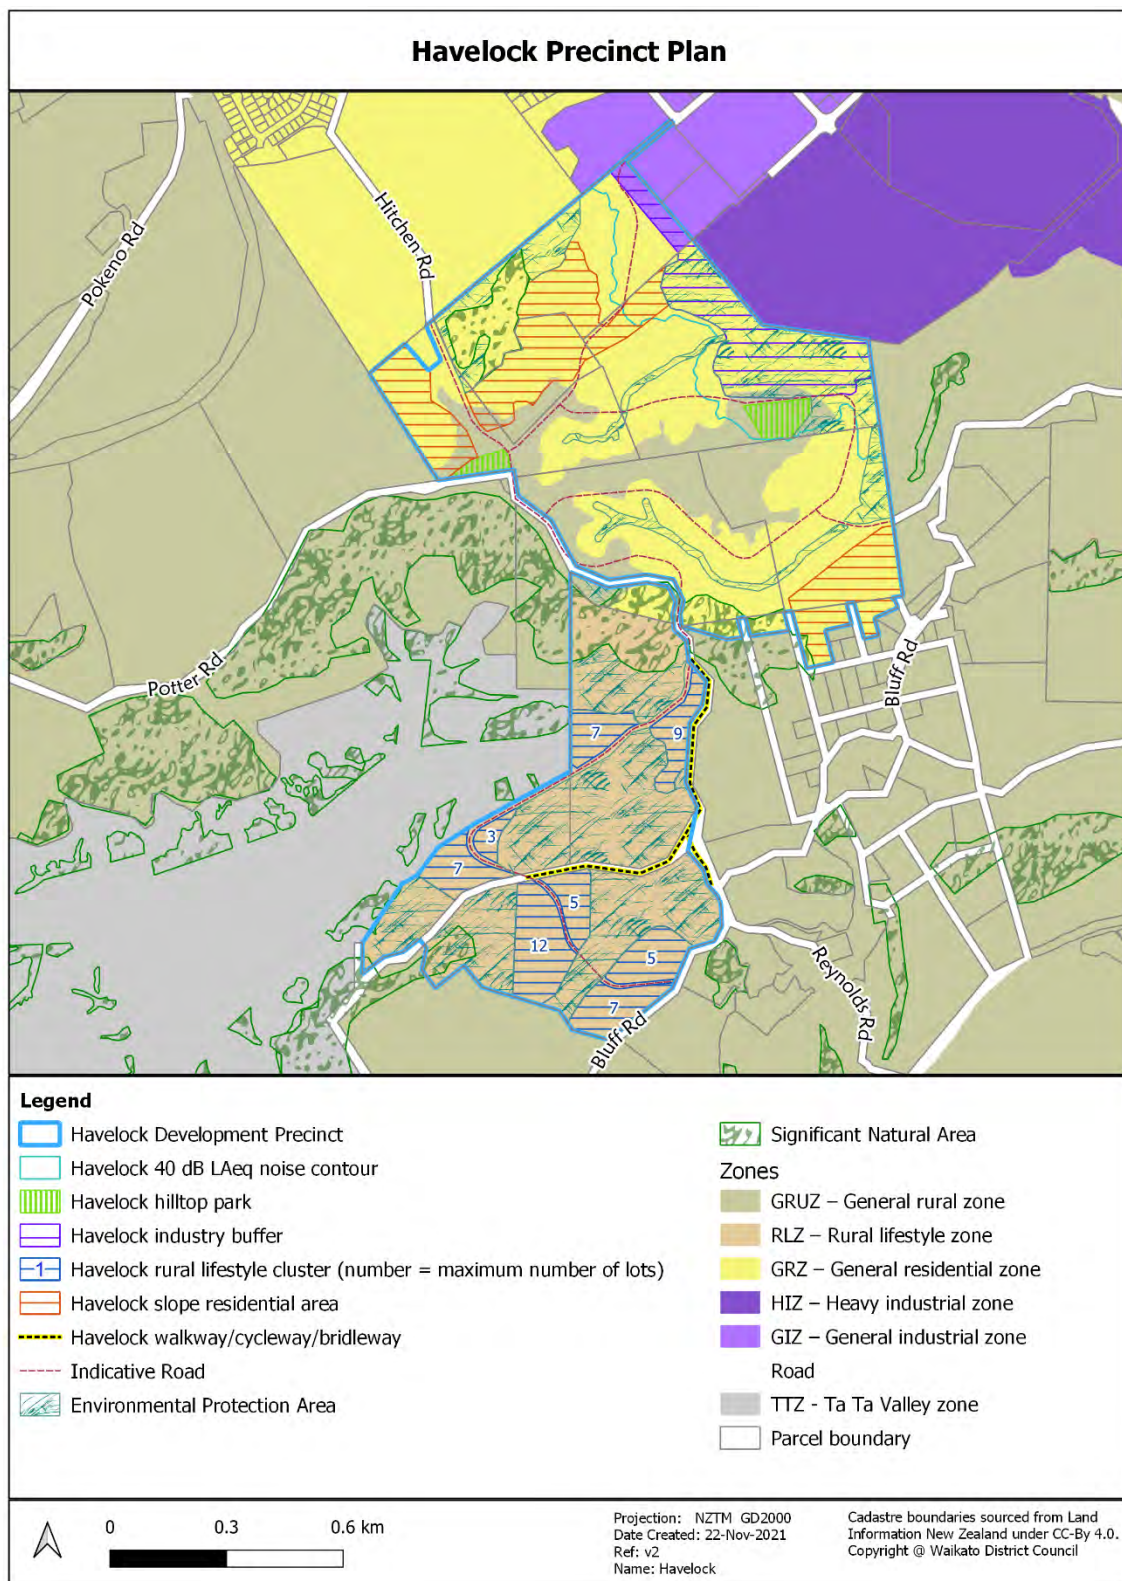 Havelock Precinct Plan
Pokeno Rd
Hitchen Rd
Potter Rd
Bluff Rd
7
9
3
7
5
12
5
7
Reynolds Rd
Bluff Rd
Legend
Havelock Development Precinct
Havelock 40 dB LAeq noise contour
Havelock hilltop park
Havelock industry buffer
1 Havelock rural lifestyle cluster (number = maximum number of lots)
Havelock slope residential area
Havelock walkway/cycleway/bridleway
Indicative Road
Environmental Protection Area
Significant Natural Area
Zones
GRUZ – General rural zone
RLZ – Rural lifestyle zone
GRZ – General residential zone
HIZ – Heavy industrial zone
GIZ – General industrial zone
Road
TTZ - Ta Ta Valley zone
Parcel boundary
0 0.3 0.6 km
Projection: NZTM GD2000
Date Created: 22-Nov-2021
Ref: v2
Name: Havelock
Cadastre boundaries sourced from Land
Information New Zealand under CC-By 4.0.
Copyright @ Waikato District Council